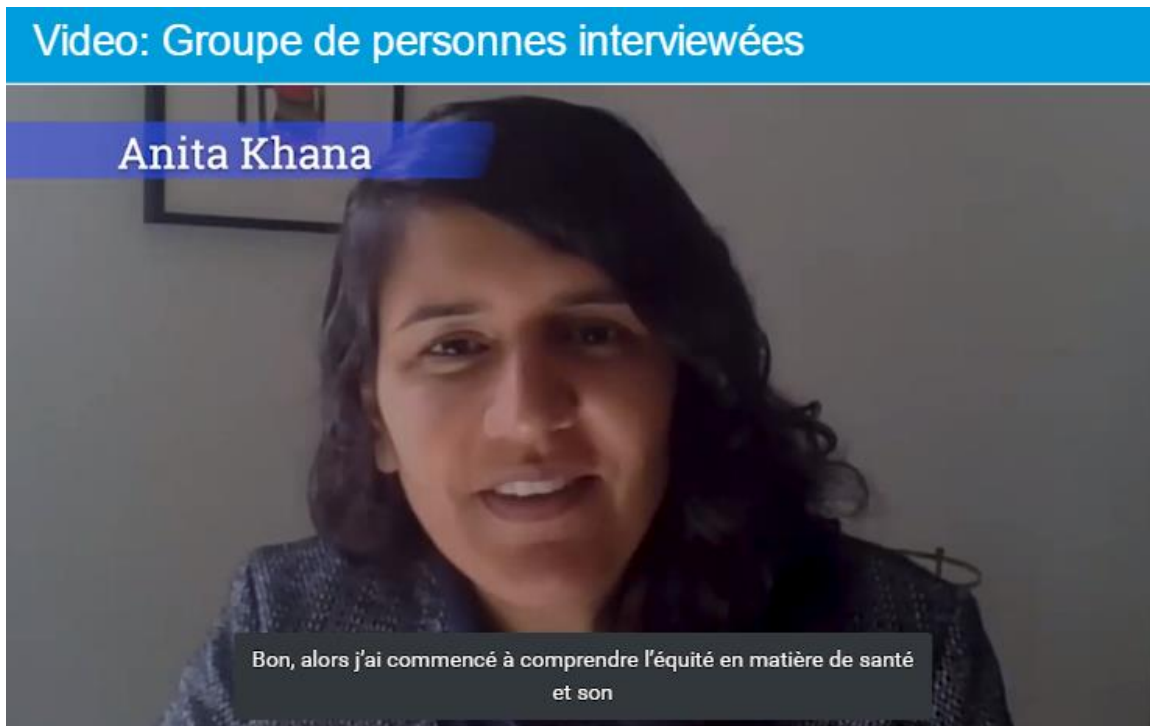 Video: Groupe de personnes interviewées
Anita Khana
Bon, alors j’ai commencé à comprendre l’équité en matière de santé
et son